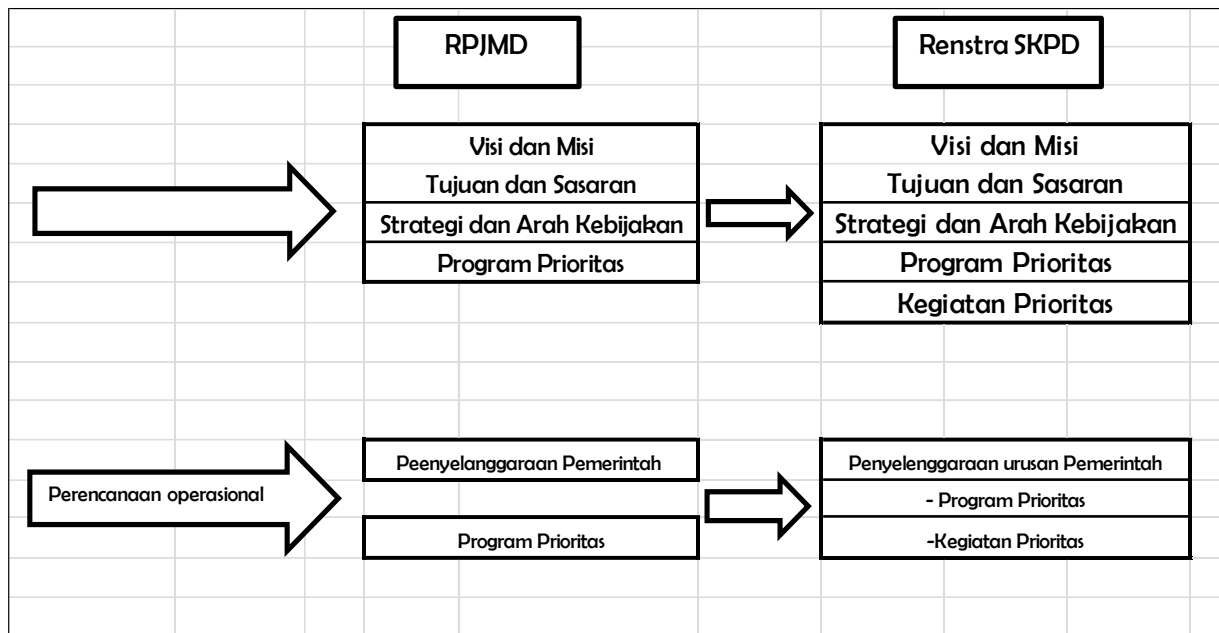 RPJMD
Renstra SKPD
Visi dan Misi
Tujuan dan Sasaran
Strategi dan Arah Kebijakan
Program Prioritas
Visi dan Misi
Tujuan dan Sasaran
Strategi dan Arah Kebijakan
Program Prioritas
Kegiatan Prioritas
Perencanaan operasional
Peenyelanggaraan Pemerintah
Program Prioritas
Penyelenggaraan urusan Pemerintah
- Program Prioritas
-Kegiatan Prioritas